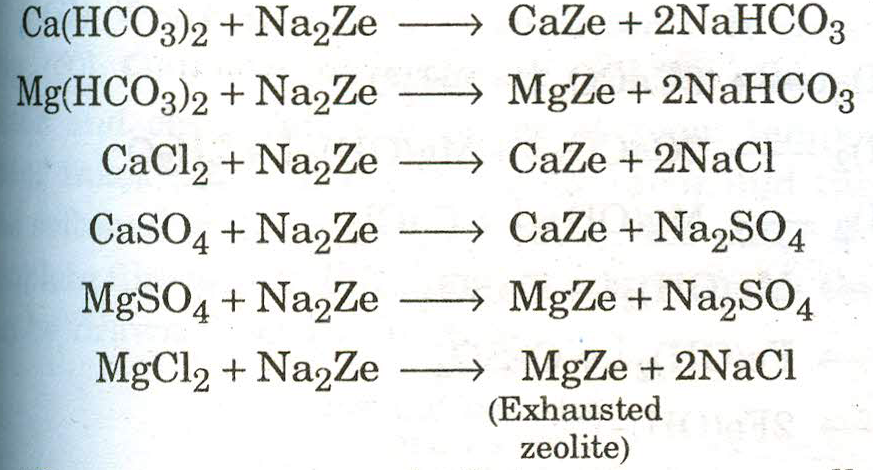 Ca(HCO₃)₂ + Na₂Ze ⟶ CaZe + 2NaHCO₃
Mg(HCO₃)₂ + Na₂Ze ⟶ MgZe + 2NaHCO₃
CaCl₂ + Na₂Ze ⟶ CaZe + 2NaCl
CaSO₄ + Na₂Ze ⟶ CaZe + Na₂SO₄
MgSO₄ + Na₂Ze ⟶ MgZe + Na₂SO₄
MgCl₂ + Na₂Ze ⟶ MgZe + 2NaCl
(Exhausted
zeolite)